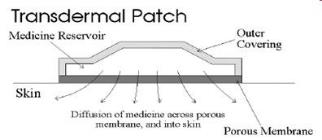 Transdermal Patch
Medicine Reservoir
Outer
Covering
Skin
Diffusion of medicine across porous
membrane, and into skin
Porous Membrane